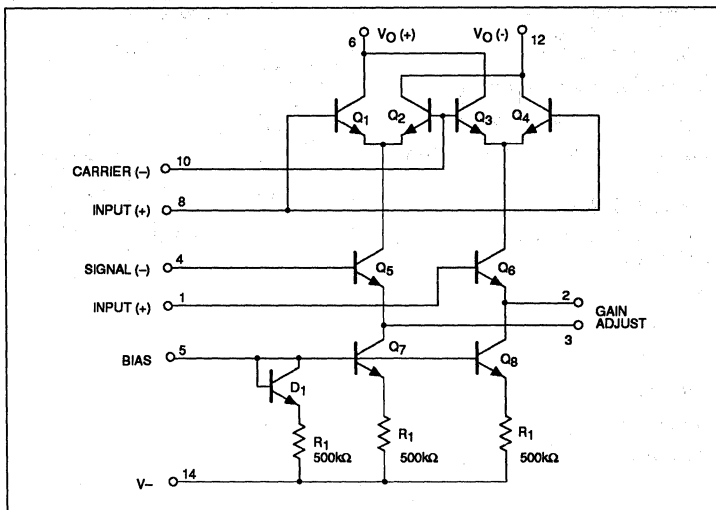 6 VO (+) VO (-) 12
Q1 Q2 Q3 Q4
CARRIER (–) 10
INPUT (+) 8
SIGNAL (–) 4 Q5 Q6
INPUT (+) 1
2 GAIN
ADJUST
3
BIAS 5 Q7 Q8
D1
R1 R1 R1
500kΩ 500kΩ 500kΩ
V– 14